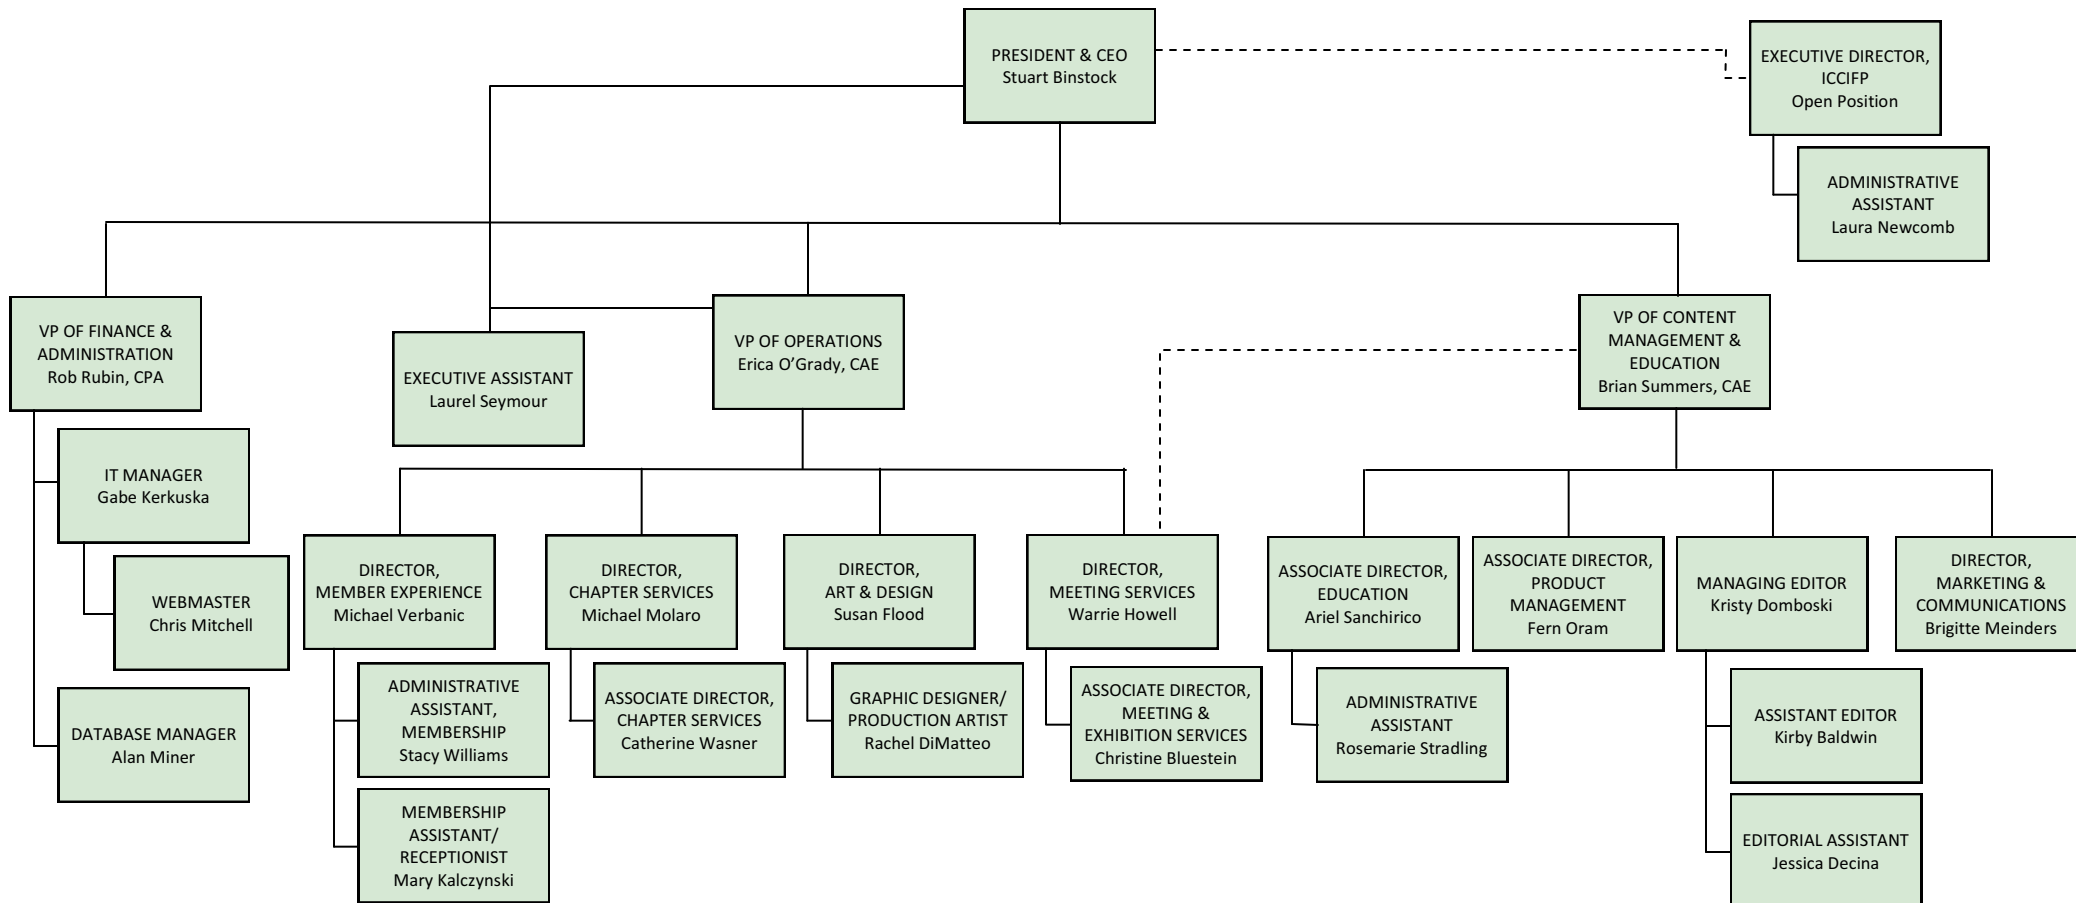 PRESIDENT & CEO
Stuart Binstock
EXECUTIVE DIRECTOR,
ICCIFP
Open Position
ADMINISTRATIVE
ASSISTANT
Laura Newcomb
VP OF FINANCE &
ADMINISTRATION
Rob Rubin, CPA
EXECUTIVE ASSISTANT
Laurel Seymour
VP OF OPERATIONS
Erica O’Grady, CAE
VP OF CONTENT
MANAGEMENT &
EDUCATION
Brian Summers, CAE
IT MANAGER
Gabe Kerkuska
WEBMASTER
Chris Mitchell
DATABASE MANAGER
Alan Miner
DIRECTOR,
MEMBER EXPERIENCE
Michael Verbanic
ADMINISTRATIVE
ASSISTANT,
MEMBERSHIP
Stacy Williams
MEMBERSHIP
ASSISTANT/
RECEPTIONIST
Mary Kalczynski
DIRECTOR,
CHAPTER SERVICES
Michael Molaro
ASSOCIATE DIRECTOR,
CHAPTER SERVICES
Catherine Wasner
DIRECTOR,
ART & DESIGN
Susan Flood
GRAPHIC DESIGNER/
PRODUCTION ARTIST
Rachel DiMatteo
DIRECTOR,
MEETING SERVICES
Warrie Howell
ASSOCIATE DIRECTOR,
MEETING &
EXHIBITION SERVICES
Christine Bluestein
ASSOCIATE DIRECTOR,
EDUCATION
Ariel Sanchirico
ADMINISTRATIVE
ASSISTANT
Rosemarie Stradling
ASSOCIATE DIRECTOR,
PRODUCT
MANAGEMENT
Fern Oram
MANAGING EDITOR
Kristy Domboski
ASSISTANT EDITOR
Kirby Baldwin
EDITORIAL ASSISTANT
Jessica Decina
DIRECTOR,
MARKETING &
COMMUNICATIONS
Brigitte Meinders